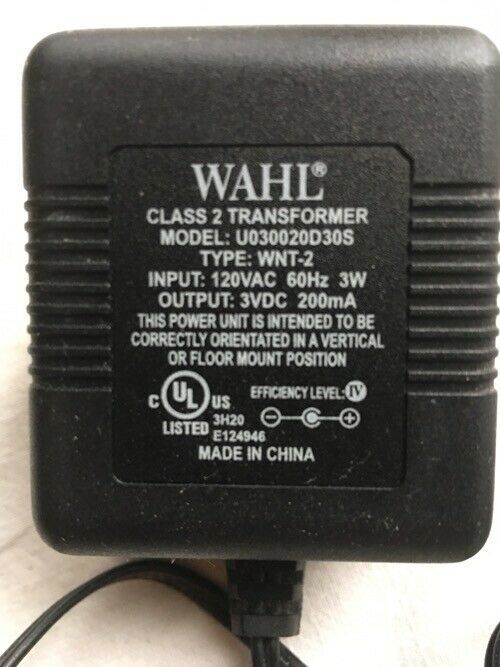 WAHL®
CLASS 2 TRANSFORMER
MODEL: U030020D30S
TYPE: WNT-2
INPUT: 120VAC 60Hz 3W
OUTPUT: 3VDC 200mA
THIS POWER UNIT IS INTENDED TO BE
CORRECTLY ORIENTATED IN A VERTICAL
OR FLOOR MOUNT POSITION
C UL US
LISTED
3H20
E124946
EFFICIENCY LEVEL: IV
- +
MADE IN CHINA